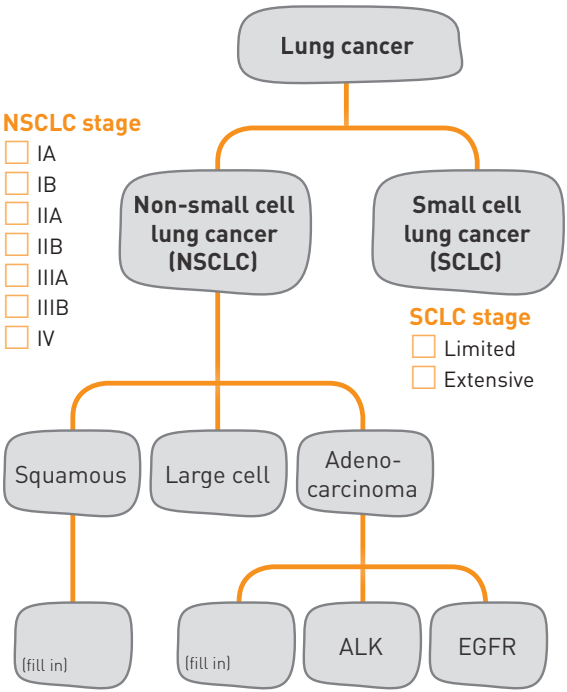 Lung cancer
NSCLC stage
IA
IB
IIA
IIB
IIIA
IIIB
IV
Non-small cell
lung cancer
(NSCLC)
Small cell
lung cancer
(SCLC)
SCLC stage
Limited
Extensive
Squamous
Large cell
Adeno-
carcinoma
(fill in)
(fill in)
ALK
EGFR